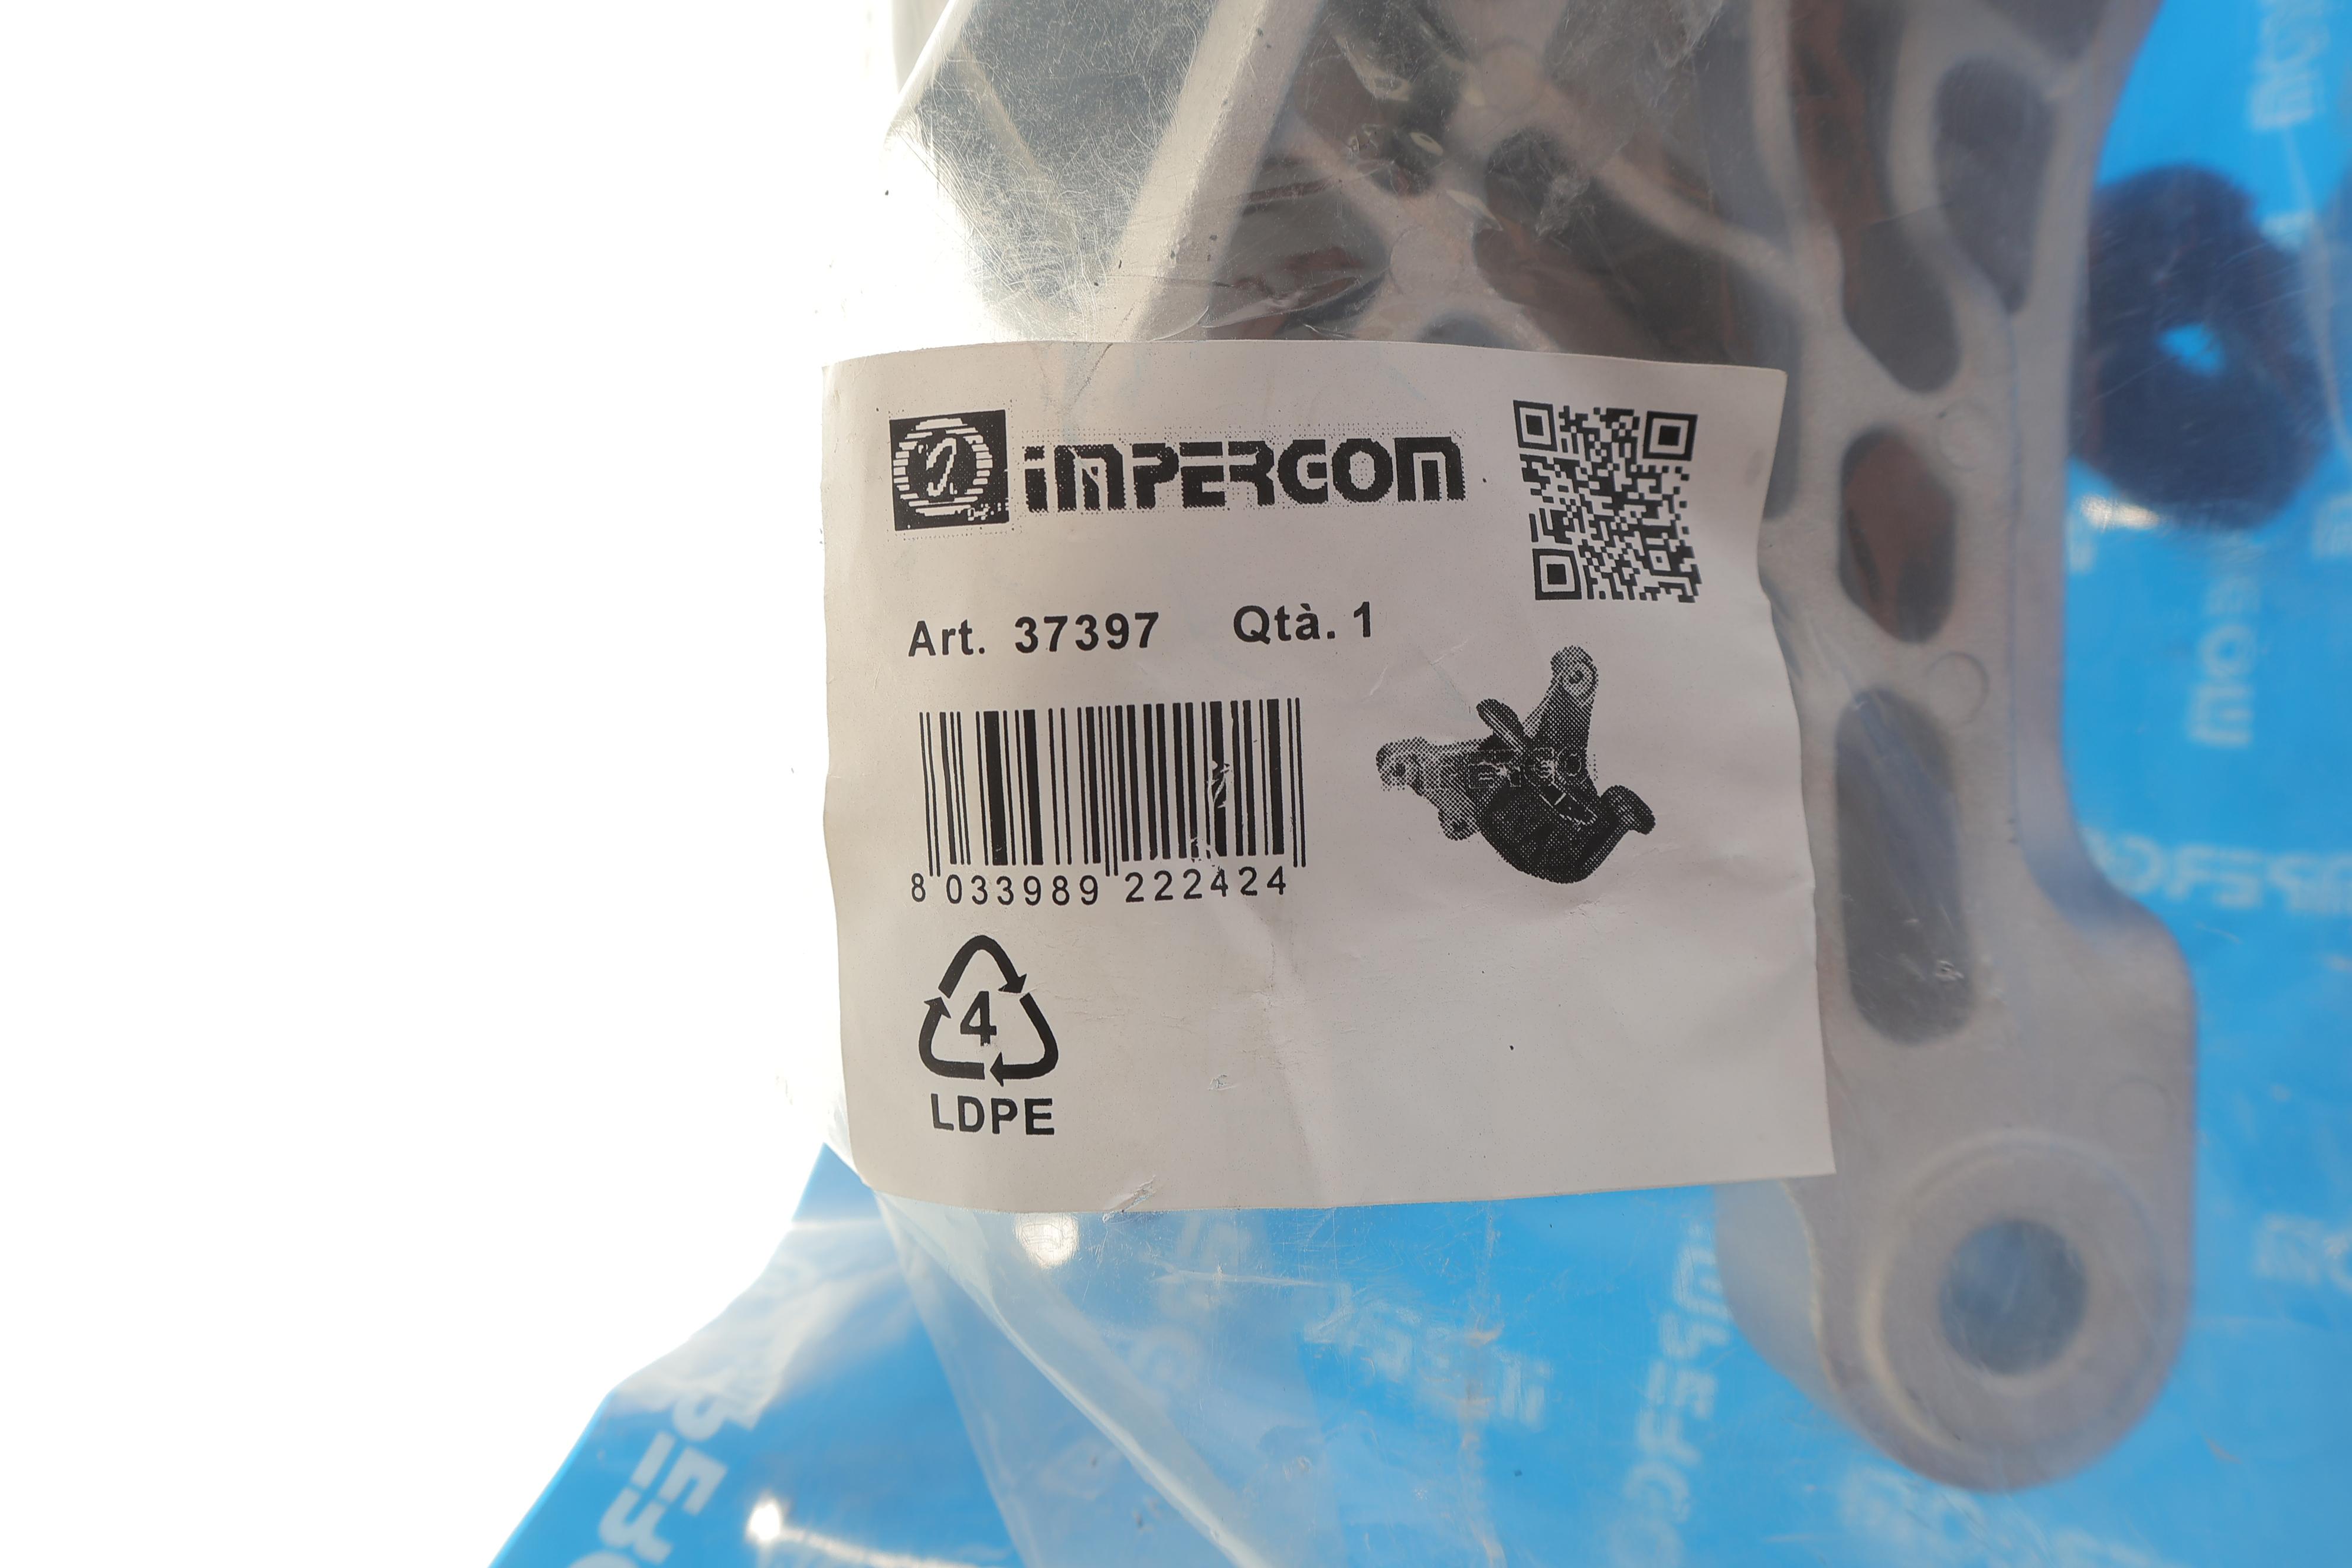 IMPERGOM
Art. 37397 Qtà. 1
8 033989 222424
4
LDPE